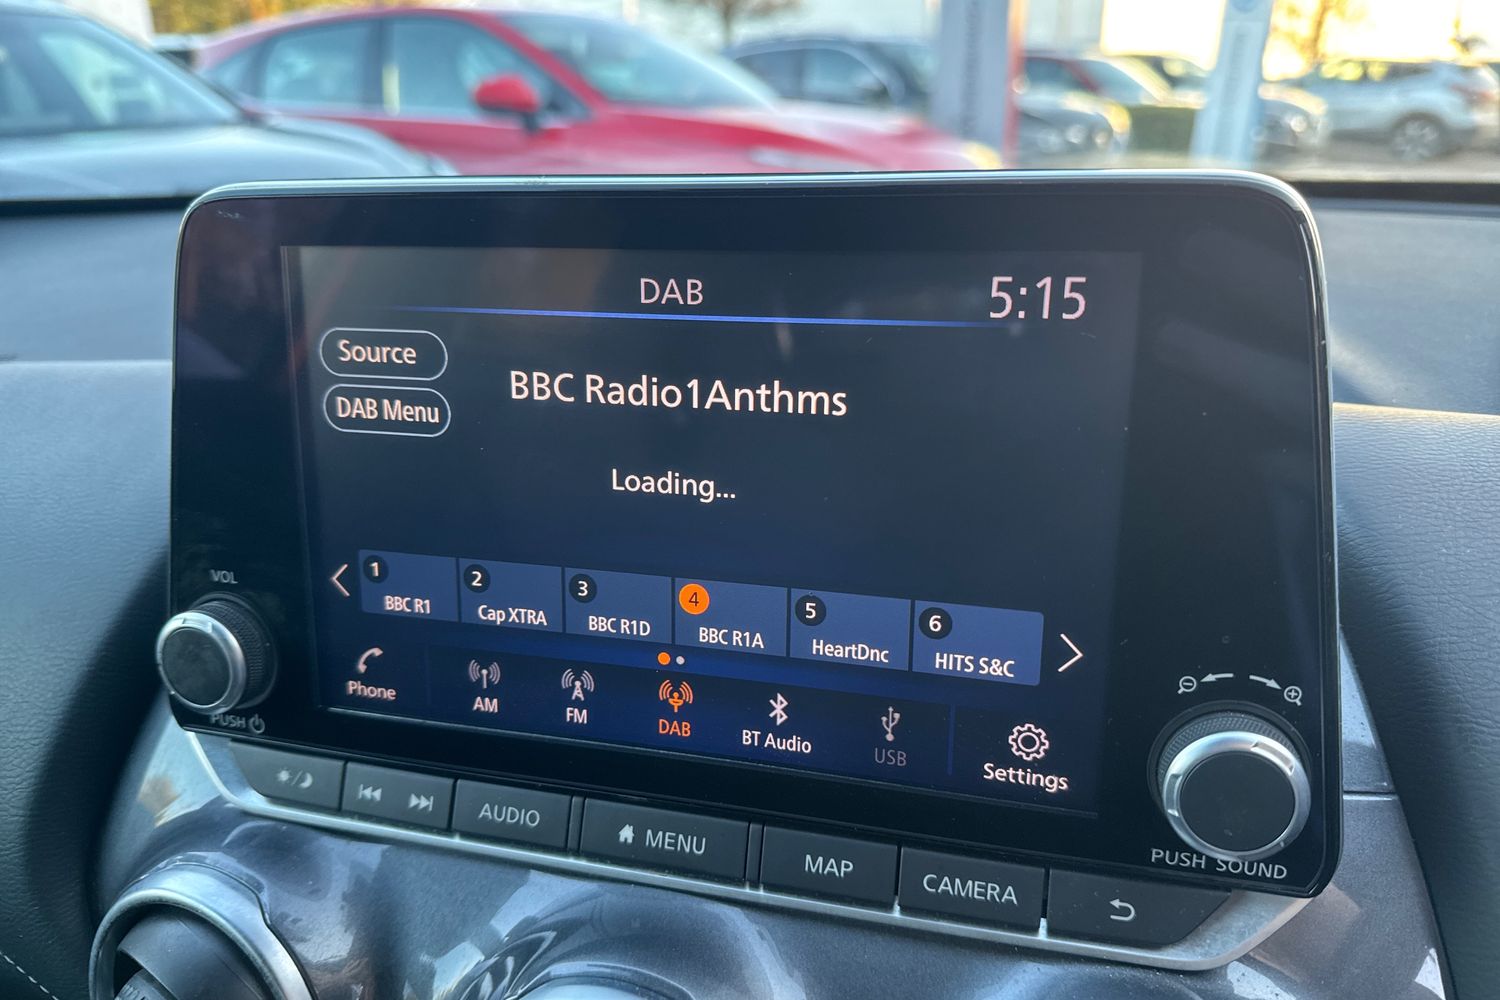 DAB
5:15
Source
DAB Menu
BBC Radio1Anthms
Loading...
1
BBC R1
2
Cap XTRA
3
BBC R1D
4
BBC R1A
5
HeartDnc
6
HITS S&C
Phone
AM
FM
DAB
BT Audio
USB
Settings
VOL
PUSH
PUSH SOUND
AUDIO
MENU
MAP
CAMERA